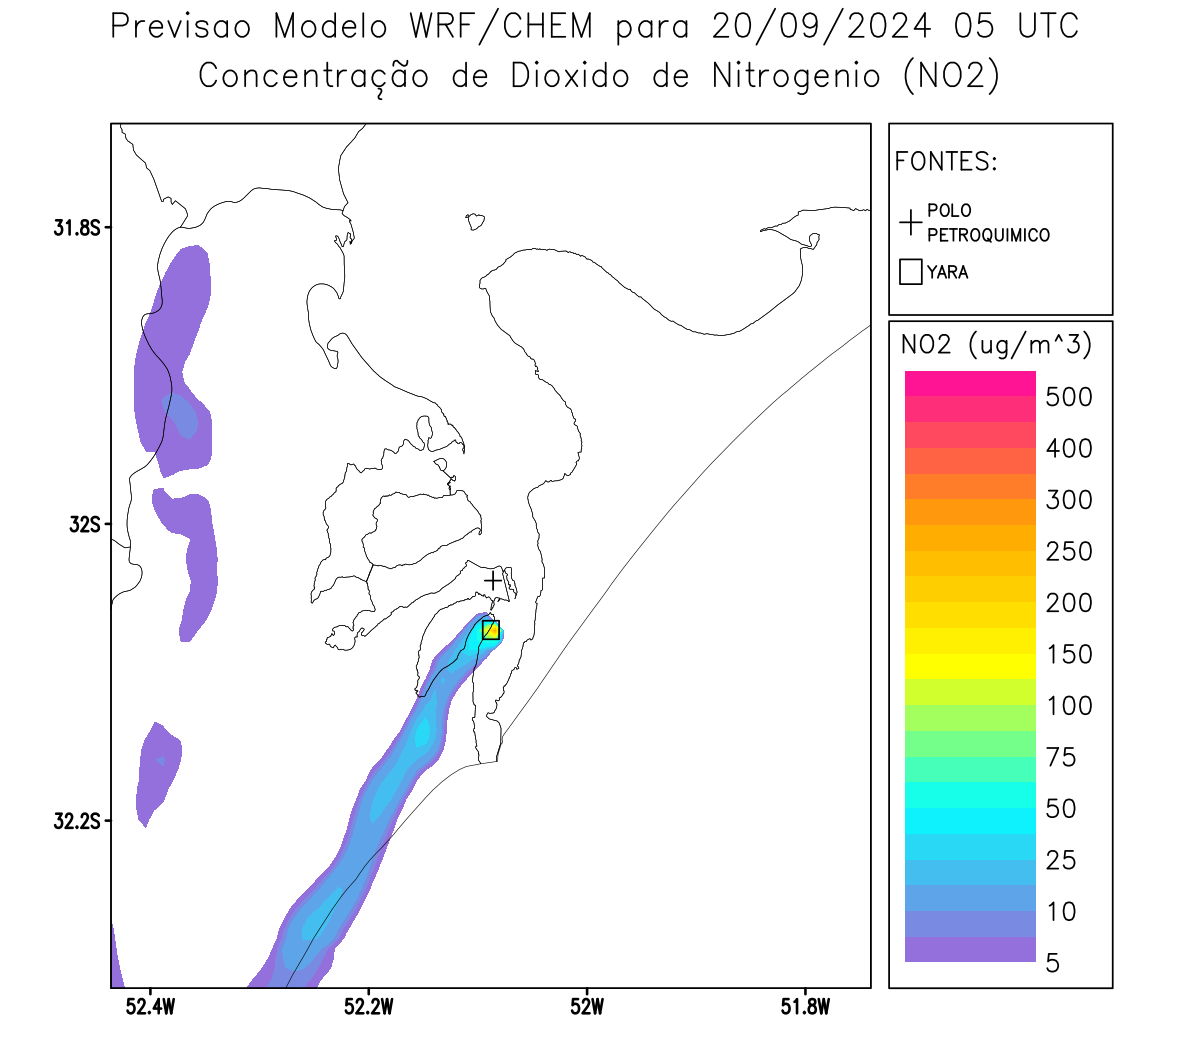 Previsao Modelo WRF/CHEM para 20/09/2024 05 UTC
Concentração de Dioxido de Nitrogenio (NO2)
FONTES:
POLO
PETROQUIMICO
YARA
31.8S
32S
32.2S
52.4W
52.2W
52W
51.8W
NO2 (ug/m^3)
500
400
300
250
200
150
100
75
50
25
10
5